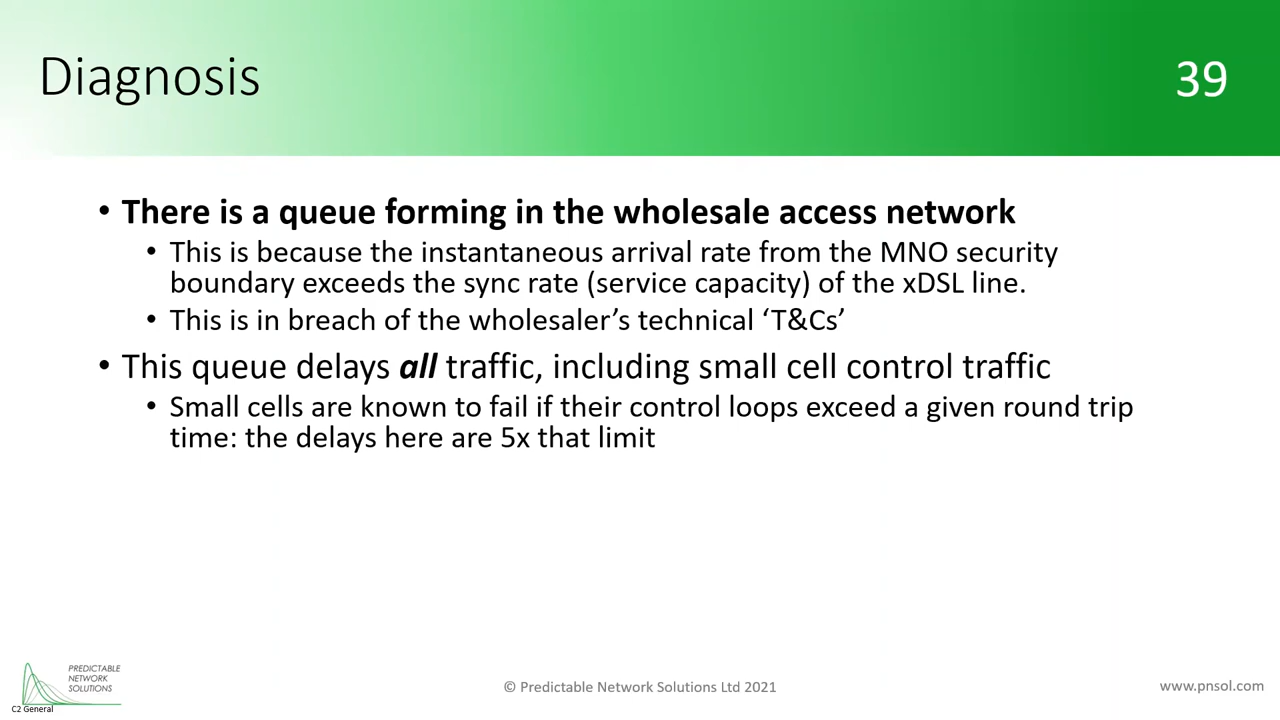 Diagnosis
39
• There is a queue forming in the wholesale access network
• This is because the instantaneous arrival rate from the MNO security
boundary exceeds the sync rate (service capacity) of the xDSL line.
• This is in breach of the wholesaler’s technical ‘T&Cs’
• This queue delays all traffic, including small cell control traffic
• Small cells are known to fail if their control loops exceed a given round trip
time: the delays here are 5x that limit
PREDICTABLE
NETWORK
SOLUTIONS
C2 General
© Predictable Network Solutions Ltd 2021
www.pnsol.com